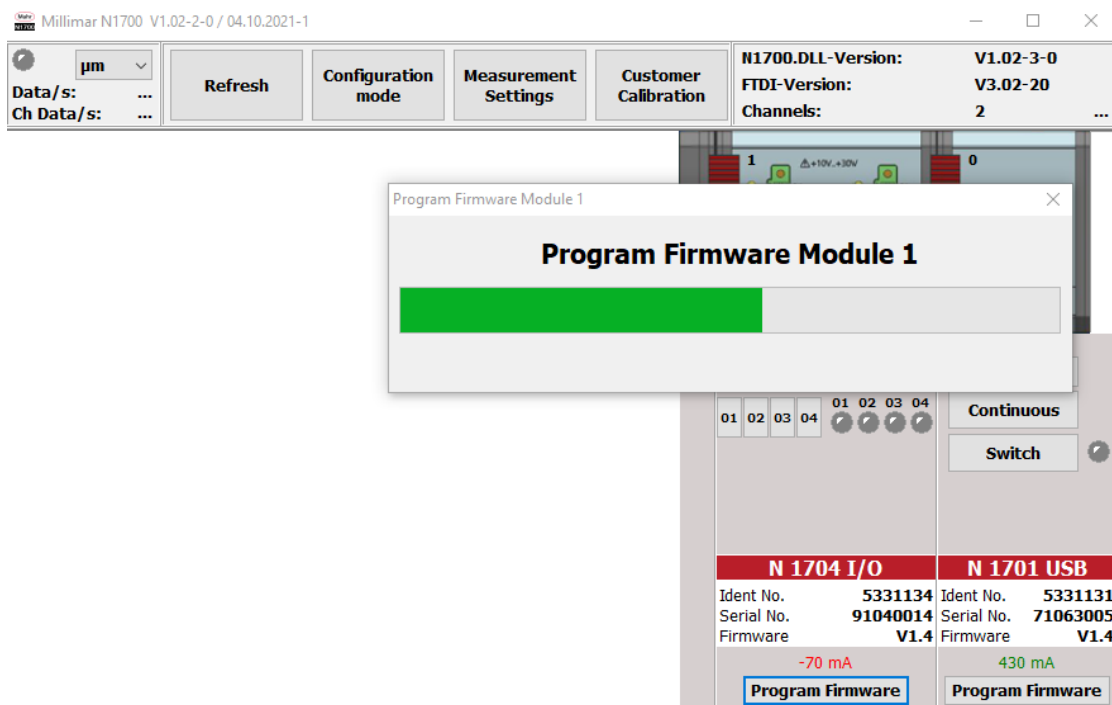 Mahr
N1700
Millimar N1700 V1.02-2-0 / 04.10.2021-1
µm
Data/s: ...
Ch Data/s: ...
Refresh
Configuration
mode
Measurement
Settings
Customer
Calibration
N1700.DLL-Version: V1.02-3-0
FTDI-Version: V3.02-20
Channels: 2 ...
1 +10V..+30V 0
Program Firmware Module 1
Program Firmware Module 1
01 02 03 04 01 02 03 04
Continuous
Switch
N 1704 I/O
Ident No. 5331134
Serial No. 91040014
Firmware V1.4
-70 mA
Program Firmware
N 1701 USB
Ident No. 5331131
Serial No. 71063005
Firmware V1.4
430 mA
Program Firmware